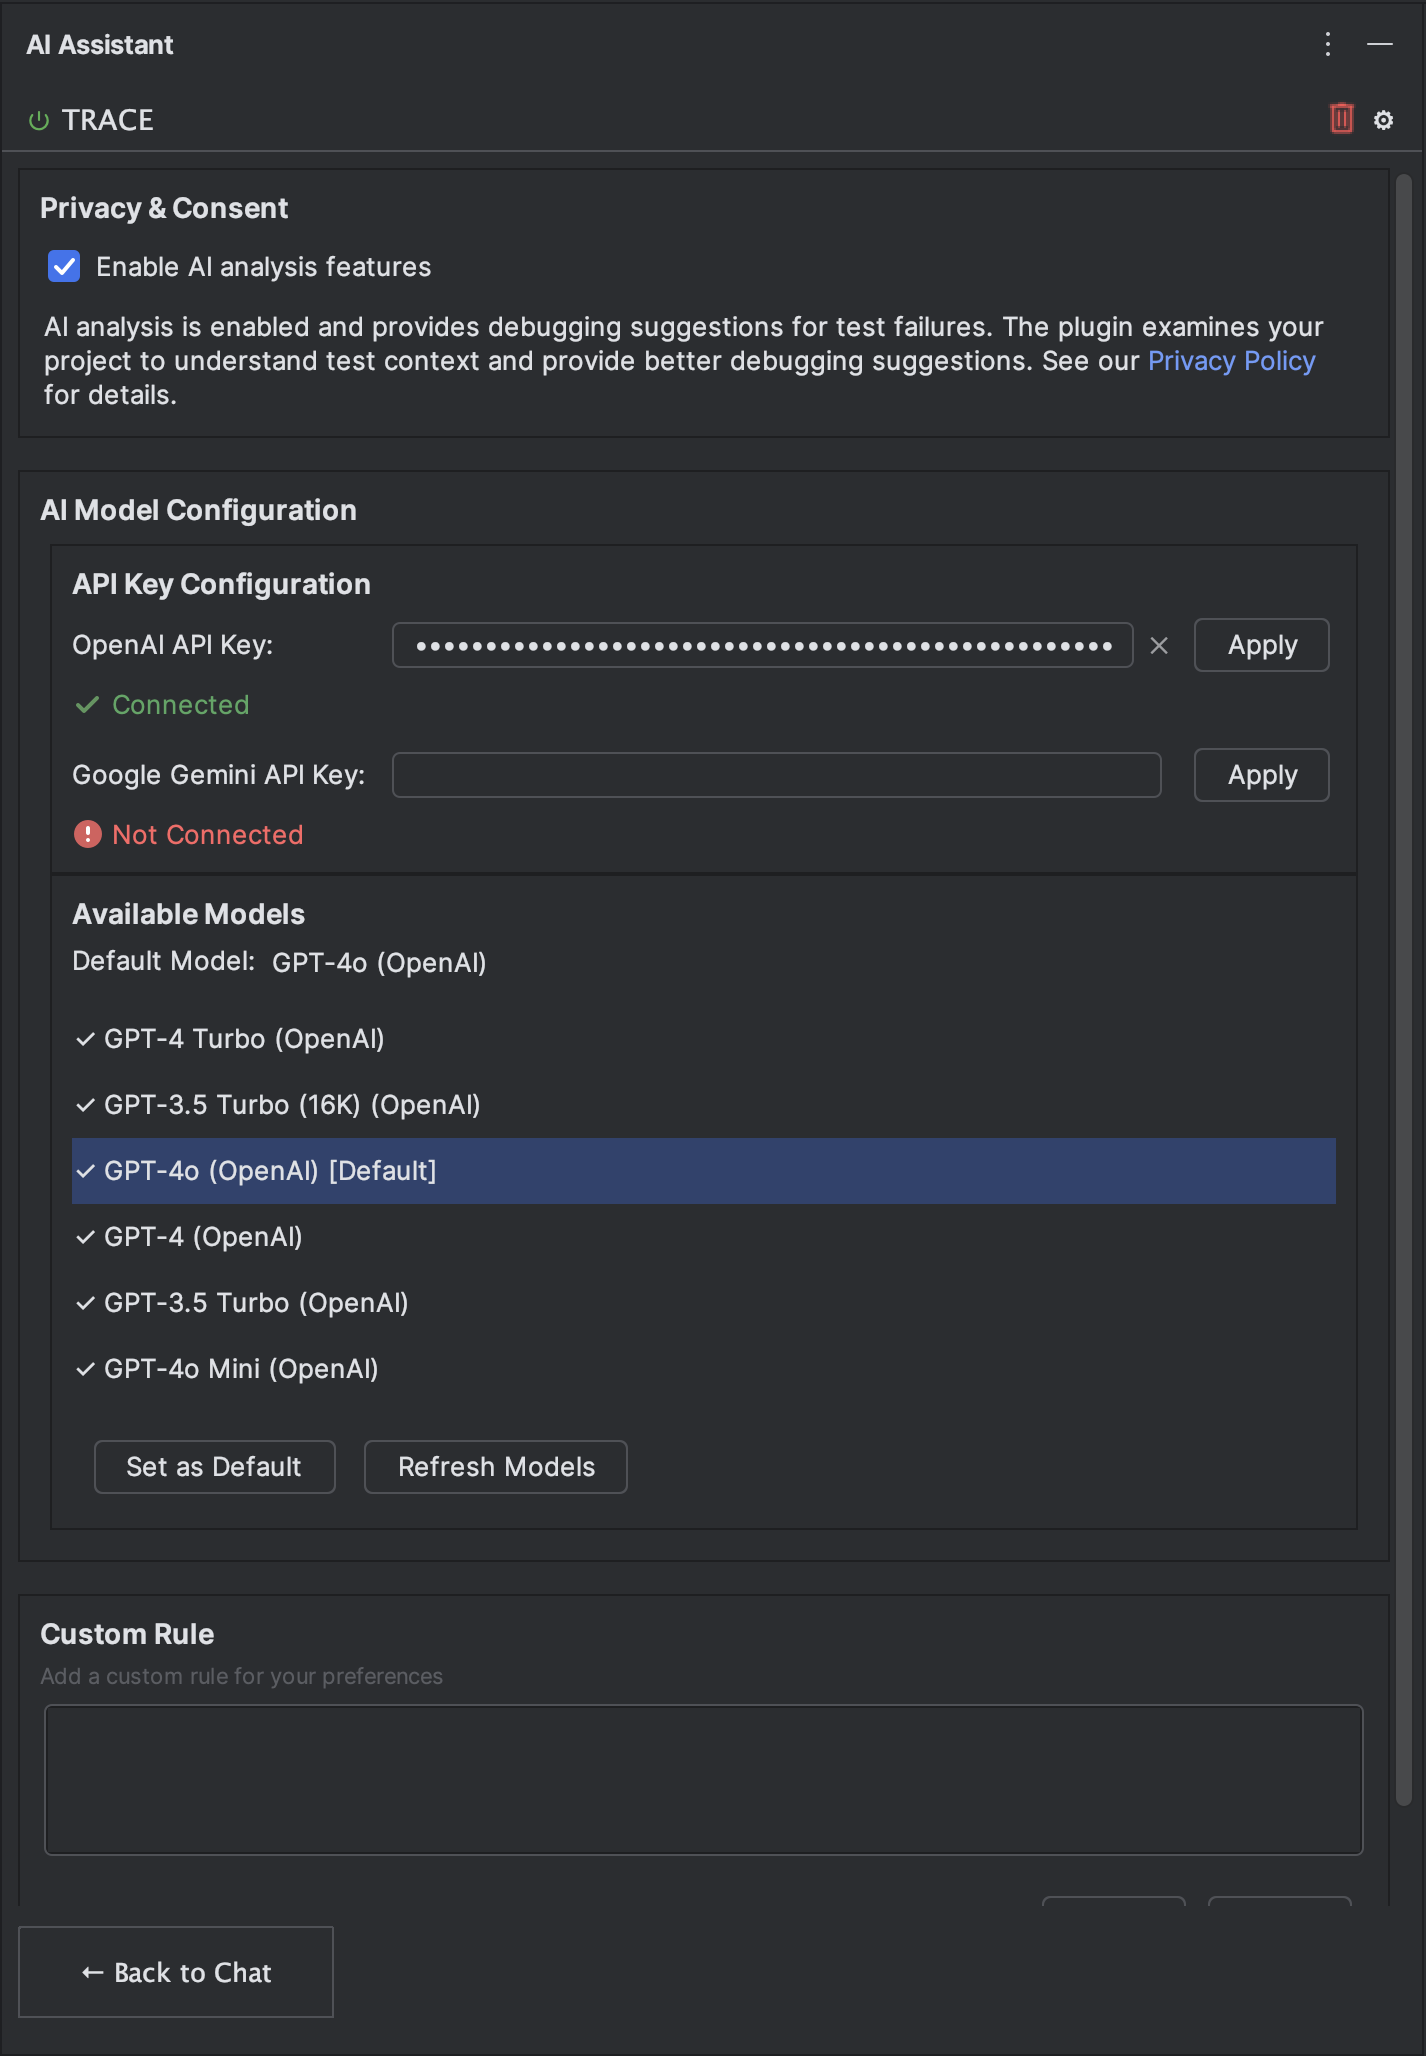 AI Assistant
TRACE
Privacy & Consent
Enable AI analysis features
AI analysis is enabled and provides debugging suggestions for test failures. The plugin examines your
project to understand test context and provide better debugging suggestions. See our Privacy Policy
for details.
AI Model Configuration
API Key Configuration
OpenAI API Key: Apply
Connected
Google Gemini API Key: Apply
Not Connected
Available Models
Default Model: GPT-4o (OpenAI)
✓ GPT-4 Turbo (OpenAI)
✓ GPT-3.5 Turbo (16K) (OpenAI)
✓ GPT-4o (OpenAI) [Default]
✓ GPT-4 (OpenAI)
✓ GPT-3.5 Turbo (OpenAI)
✓ GPT-4o Mini (OpenAI)
Set as Default Refresh Models
Custom Rule
Add a custom rule for your preferences
← Back to Chat